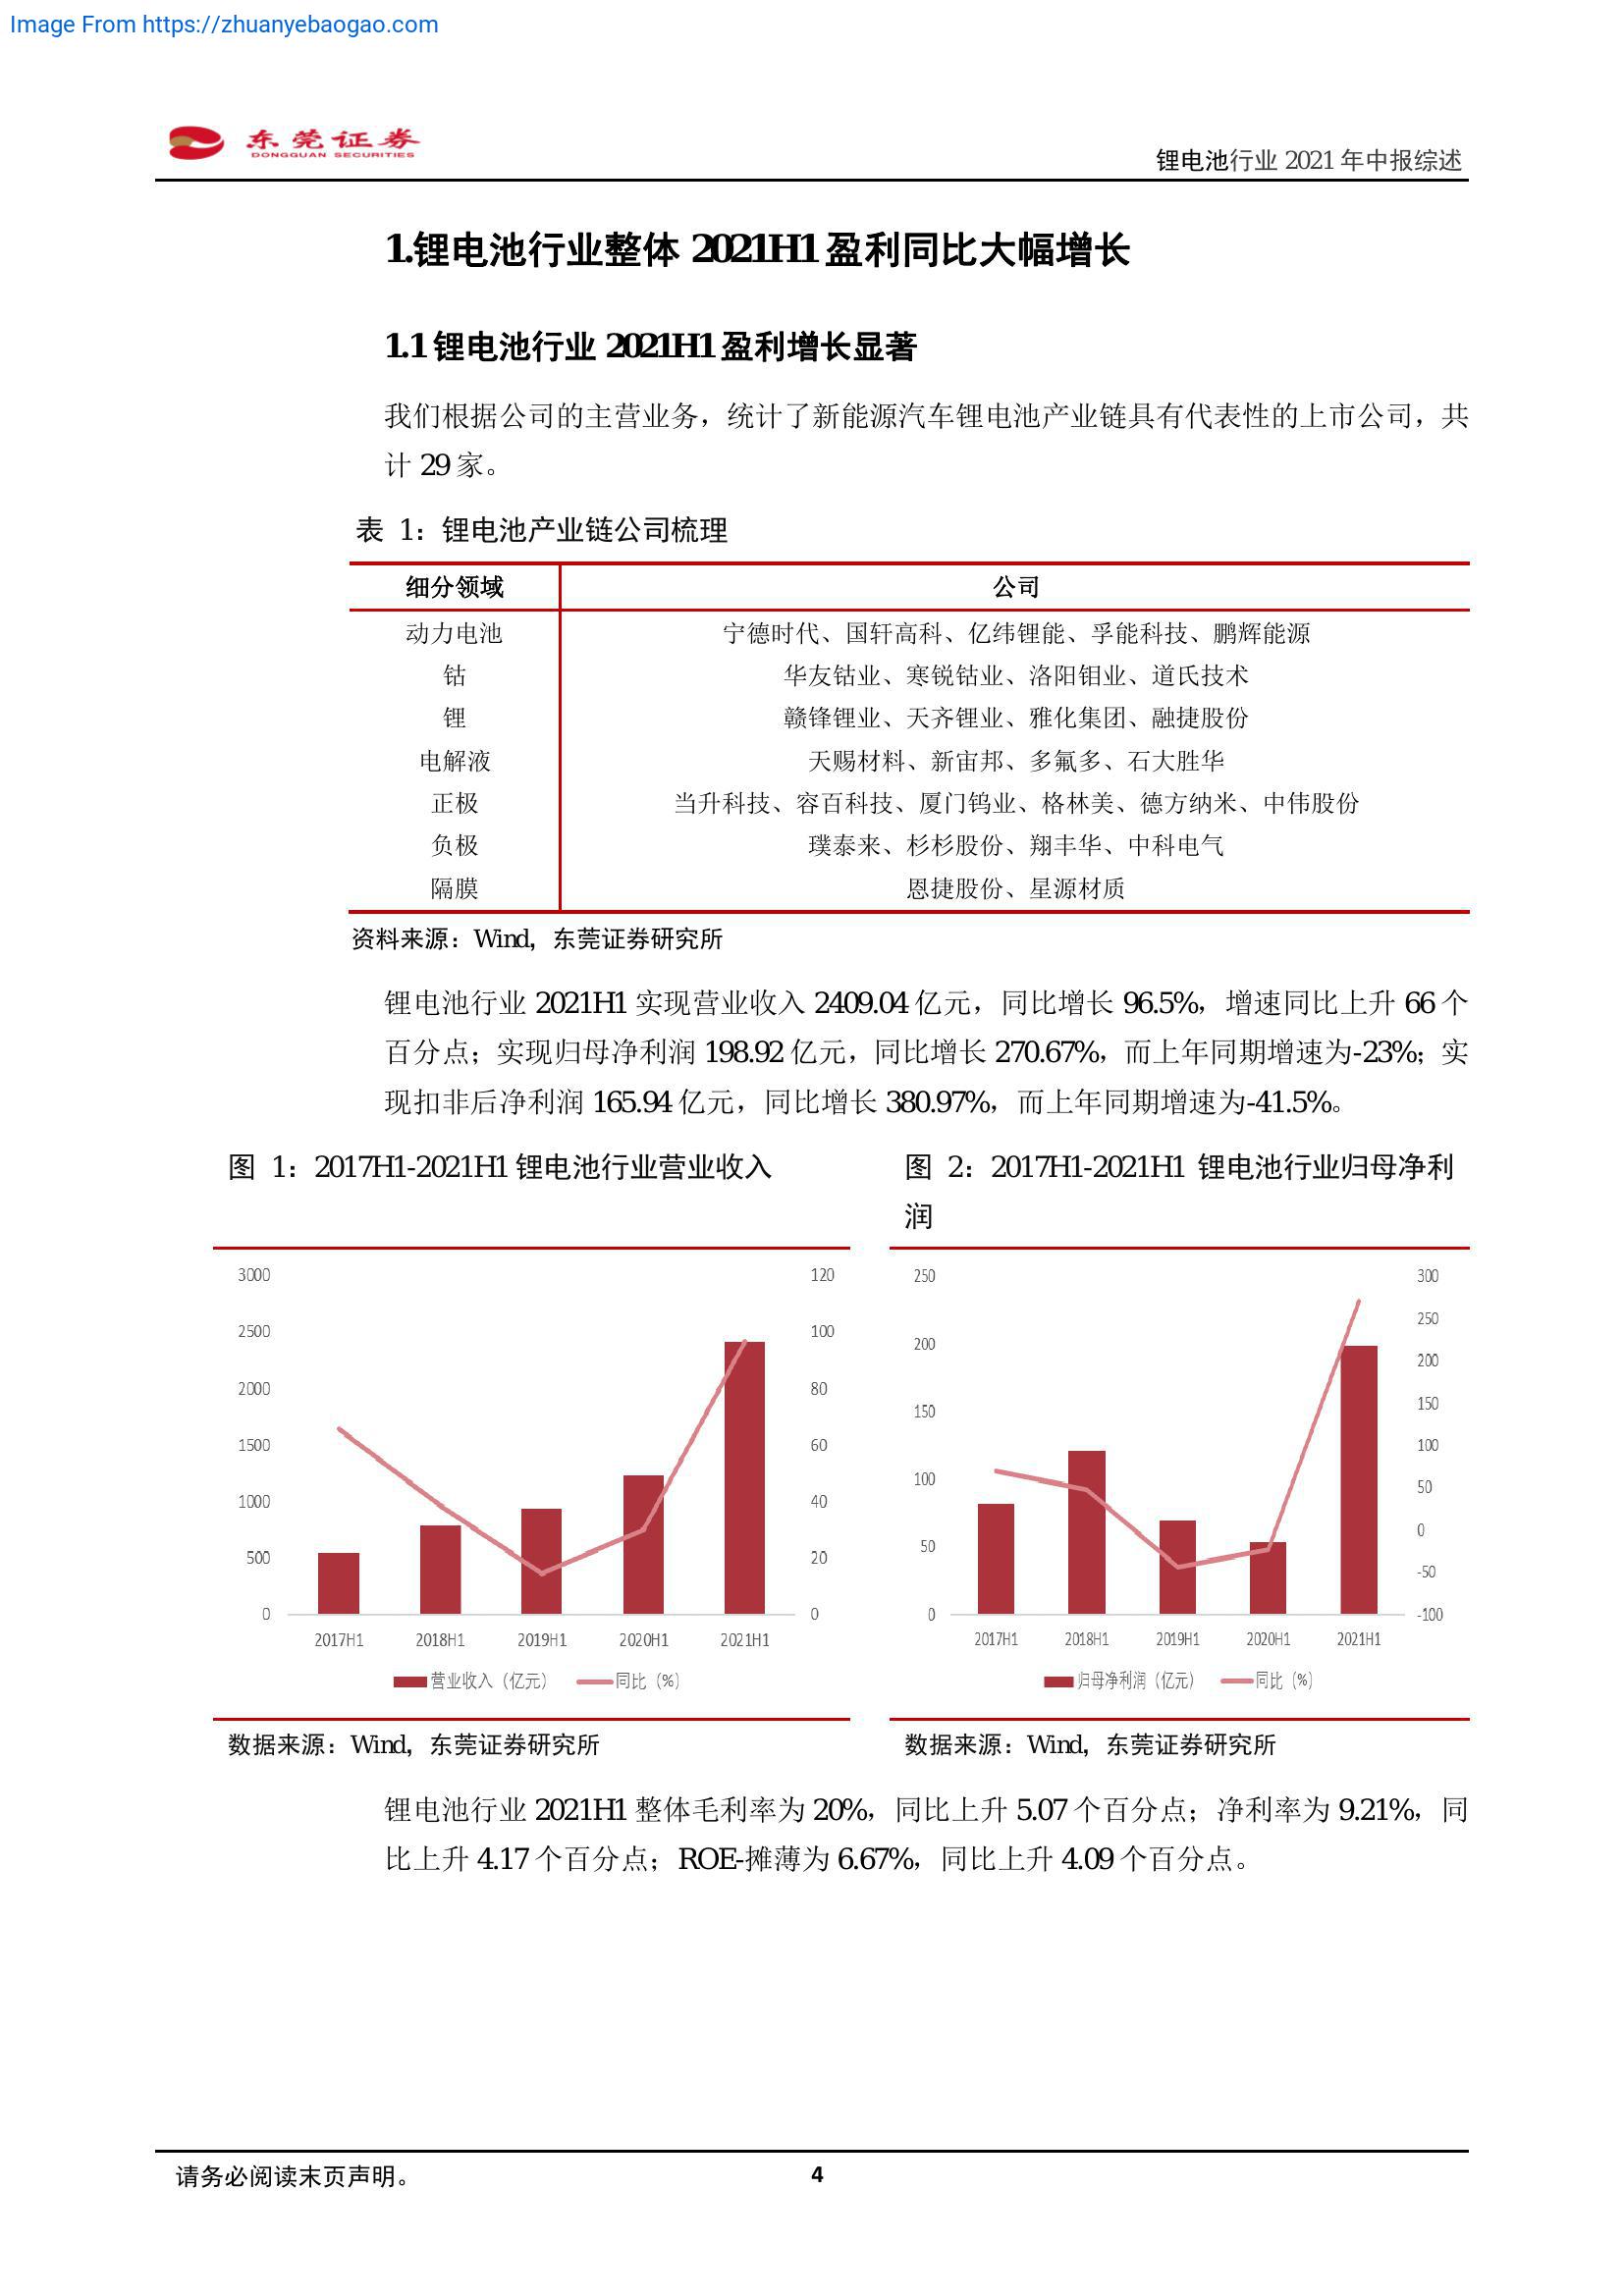 Image From https://zhuanyebaogao.com
东莞证券
DONGGUAN SECURITIES
锂电池行业 2021 年中报综述
1.锂电池行业整体 2021H1 盈利同比大幅增长
1.1 锂电池行业 2021H1 盈利增长显著
我们根据公司的主营业务，统计了新能源汽车锂电池产业链具有代表性的上市公司，共
计 29 家。
表 1：锂电池产业链公司梳理
细分领域 公司
动力电池 宁德时代、国轩高科、亿纬锂能、孚能科技、鹏辉能源
钴 华友钴业、寒锐钴业、洛阳钼业、道氏技术
锂 赣锋锂业、天齐锂业、雅化集团、融捷股份
电解液 天赐材料、新宙邦、多氟多、石大胜华
正极 当升科技、容百科技、厦门钨业、格林美、德方纳米、中伟股份
负极 璞泰来、杉杉股份、翔丰华、中科电气
隔膜 恩捷股份、星源材质
资料来源：Wind，东莞证券研究所
锂电池行业 2021H1 实现营业收入 2409.04 亿元，同比增长 96.5%，增速同比上升 66 个
百分点；实现归母净利润 198.92 亿元，同比增长 270.67%，而上年同期增速为-23%；实
现扣非后净利润 165.94 亿元，同比增长 380.97%，而上年同期增速为-41.5%。
图 1：2017H1-2021H1 锂电池行业营业收入
3000 120
2500 100
2000 80
1500 60
1000 40
500 20
0 0
2017H1 2018H1 2019H1 2020H1 2021H1
营业收入（亿元） 同比（%）
数据来源：Wind，东莞证券研究所
图 2：2017H1-2021H1 锂电池行业归母净利
润
250 300
250
200 200
150 150
100 100
50
50 0
-50
0 -100
2017H1 2018H1 2019H1 2020H1 2021H1
归母净利润（亿元） 同比（%）
数据来源：Wind，东莞证券研究所
锂电池行业 2021H1 整体毛利率为 20%，同比上升 5.07 个百分点；净利率为 9.21%，同
比上升 4.17 个百分点；ROE-摊薄为 6.67%，同比上升 4.09 个百分点。
请务必阅读末页声明。
4